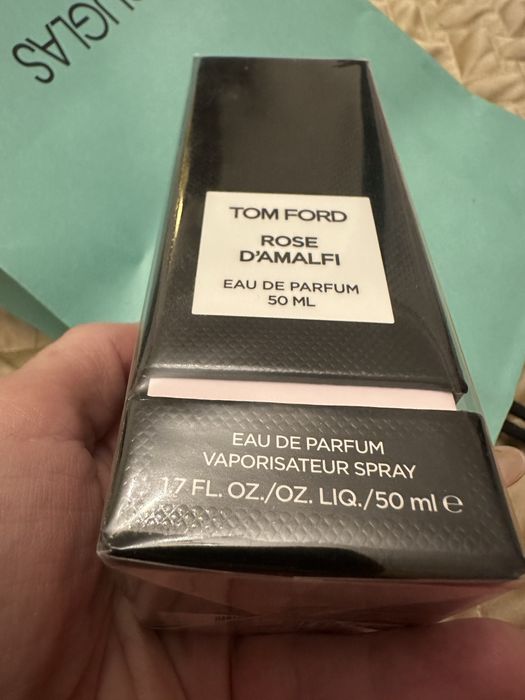 DOUGLAS
TOM FORD
ROSE
D'AMALFI
EAU DE PARFUM
50 ML
EAU DE PARFUM
VAPORISATEUR SPRAY
1.7 FL. OZ./OZ. LIQ./50 ml ℮